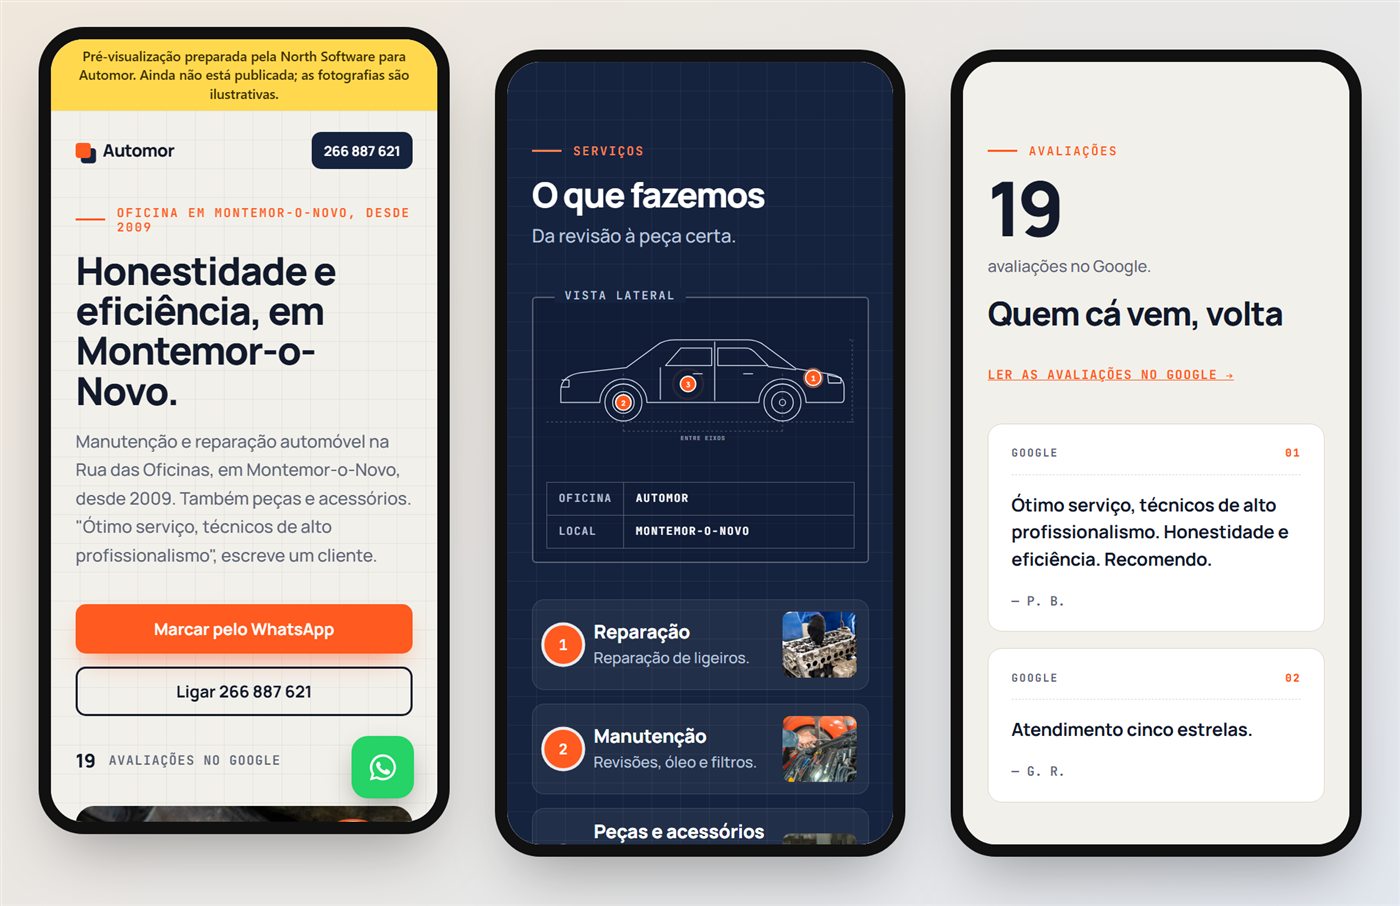 Pré-visualização preparada pela North Software para
Automor. Ainda não está publicada; as fotografias são
ilustrativas.
Automor
266 887 621
OFICINA EM MONTEMOR-O-NOVO, DESDE
2009
Honestidade e
eficiência, em
Montemor-o-
Novo.
Manutenção e reparação automóvel na
Rua das Oficinas, em Montemor-o-Novo,
desde 2009. Também peças e acessórios.
"Ótimo serviço, técnicos de alto
profissionalismo", escreve um cliente.
Marcar pelo WhatsApp
Ligar 266 887 621
19 AVALIAÇÕES NO GOOGLE
SERVIÇOS
O que fazemos
Da revisão à peça certa.
VISTA LATERAL
1
3
2
ENTRE EIXOS
OFICINA AUTOMOR
LOCAL MONTEMOR-O-NOVO
1
Reparação
Reparação de ligeiros.
2
Manutenção
Revisões, óleo e filtros.
Peças e acessórios
AVALIAÇÕES
19
avaliações no Google.
Quem cá vem, volta
LER AS AVALIAÇÕES NO GOOGLE →
GOOGLE 01
Ótimo serviço, técnicos de alto
profissionalismo. Honestidade e
eficiência. Recomendo.
— P. B.
GOOGLE 02
Atendimento cinco estrelas.
— G. R.